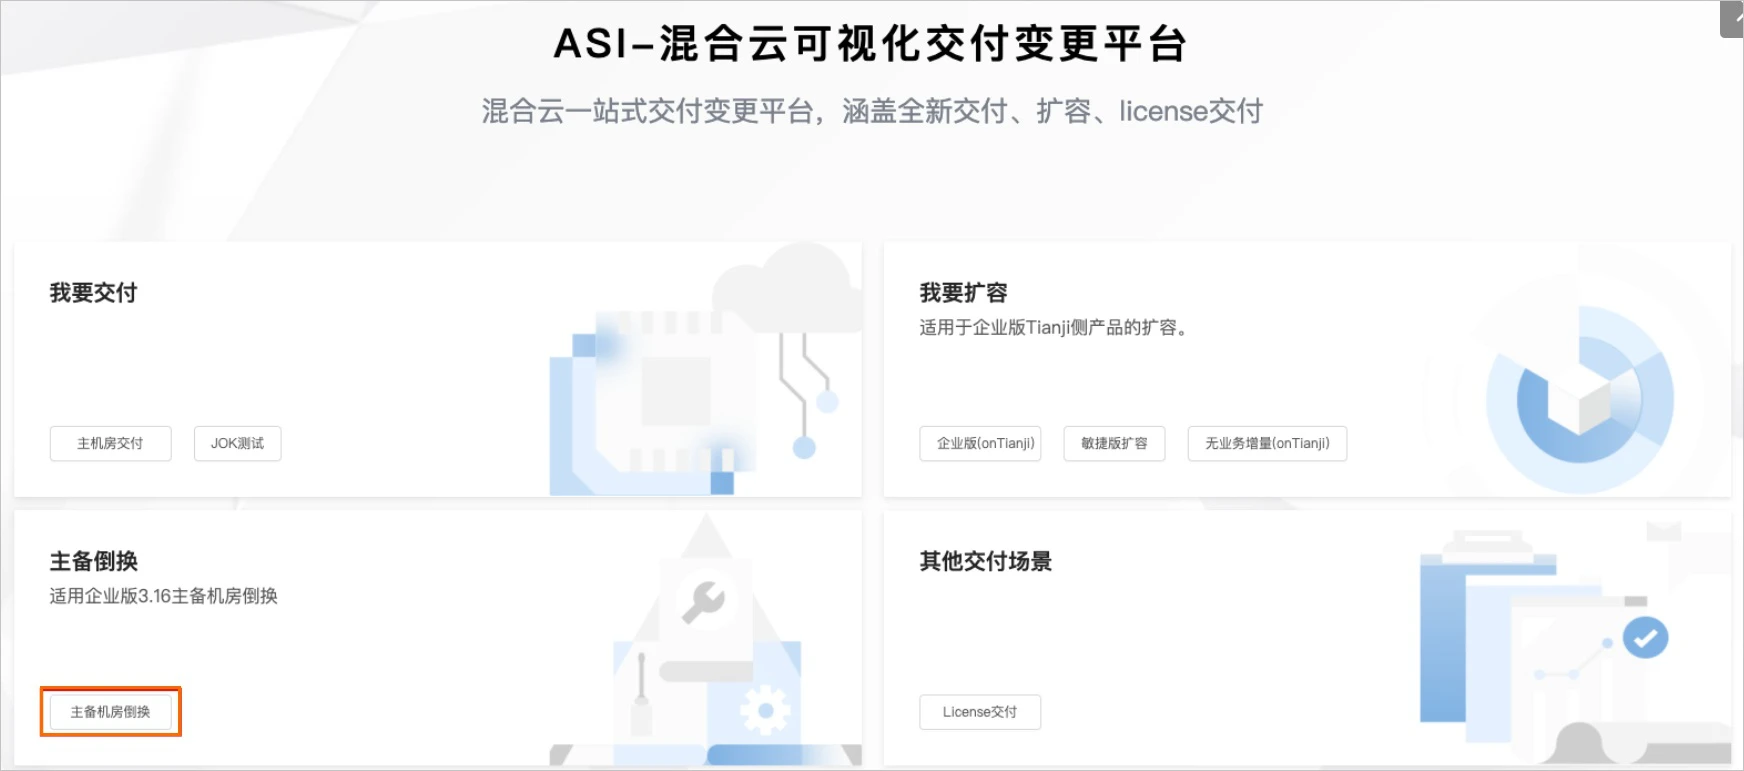 ASI-混合云可视化交付变更平台
混合云一站式交付变更平台，涵盖全新交付、扩容、license交付
我要交付
主机房交付
JOK测试
我要扩容
适用于企业版Tianji侧产品的扩容。
企业版(onTianji)
敏捷版扩容
无业务增量(onTianji)
主备倒换
适用企业版3.16主备机房倒换
主备机房倒换
其他交付场景
License交付